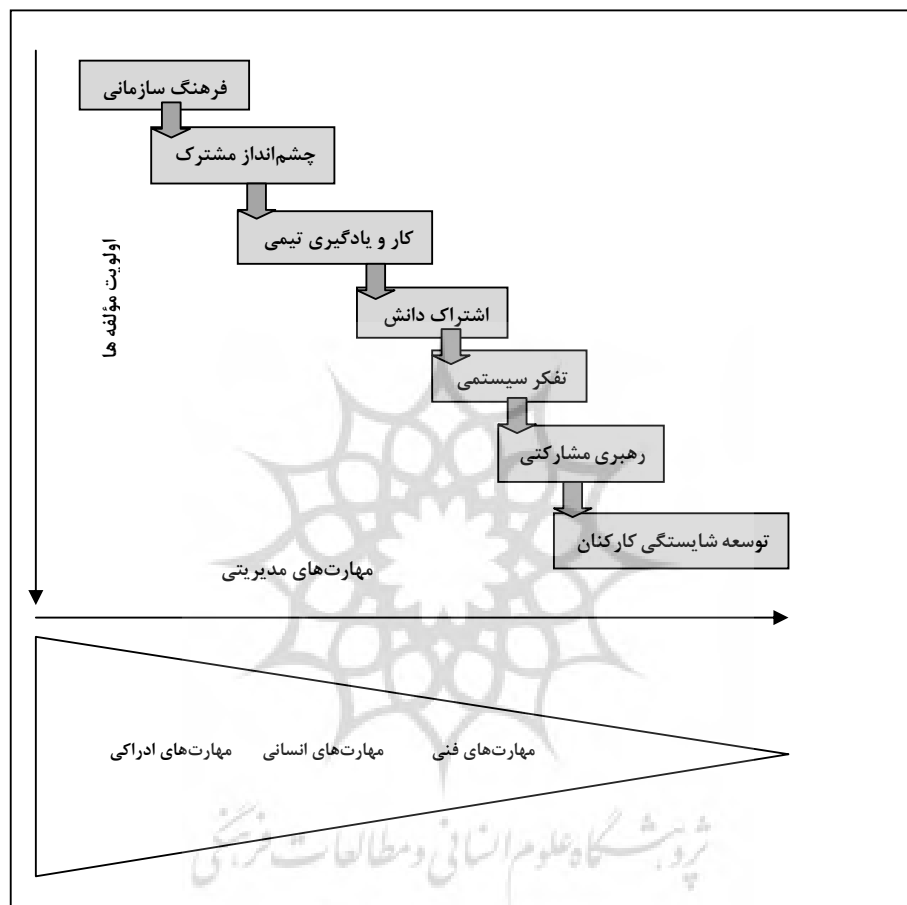 فرهنگ سازمانی
چشم‌انداز مشترک
کار و یادگیری تیمی
اولویت مؤلفه ها
اشتراک دانش
تفکر سیستمی
رهبری مشارکتی
توسعه شایستگی کارکنان
مهارت‌های مدیریتی
مهارت‌های فنی
مهارت‌های انسانی
مهارت‌های ادراکی
پژوهشگاه علوم انسانی و مطالعات فرهنگی